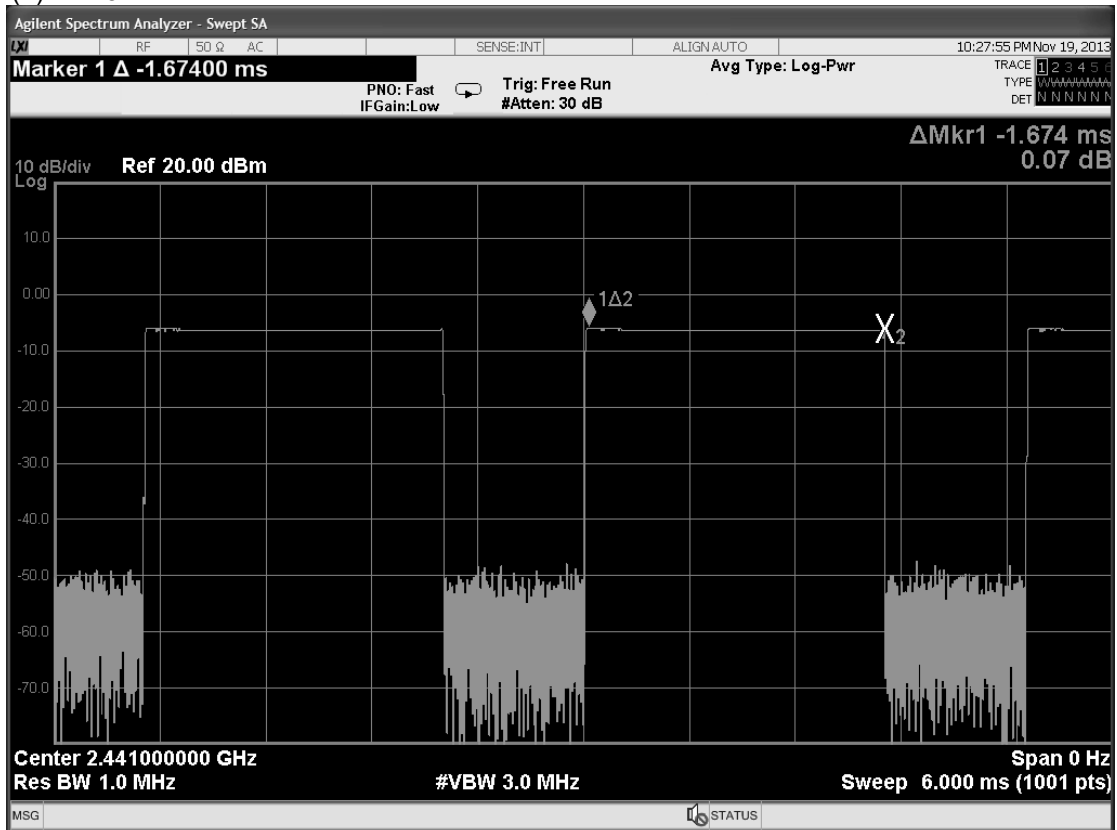 Agilent Spectrum Analyzer - Swept SA
LXI RF 50 Ω AC SENSE:INT ALIGN AUTO 10:27:55 PM Nov 19, 2013
Marker 1 Δ -1.67400 ms Avg Type: Log-Pwr TRACE 1 2 3 4 5 6
PNO: Fast Trig: Free Run TYPE
IFGain:Low #Atten: 30 dB DET N N N N N N
ΔMkr1 -1.674 ms
0.07 dB
10 dB/div Ref 20.00 dBm
Log
10.0
0.00
1Δ2
X2
-10.0
-20.0
-30.0
-40.0
-50.0
-60.0
-70.0
Center 2.441000000 GHz Span 0 Hz
Res BW 1.0 MHz #VBW 3.0 MHz Sweep 6.000 ms (1001 pts)
MSG STATUS